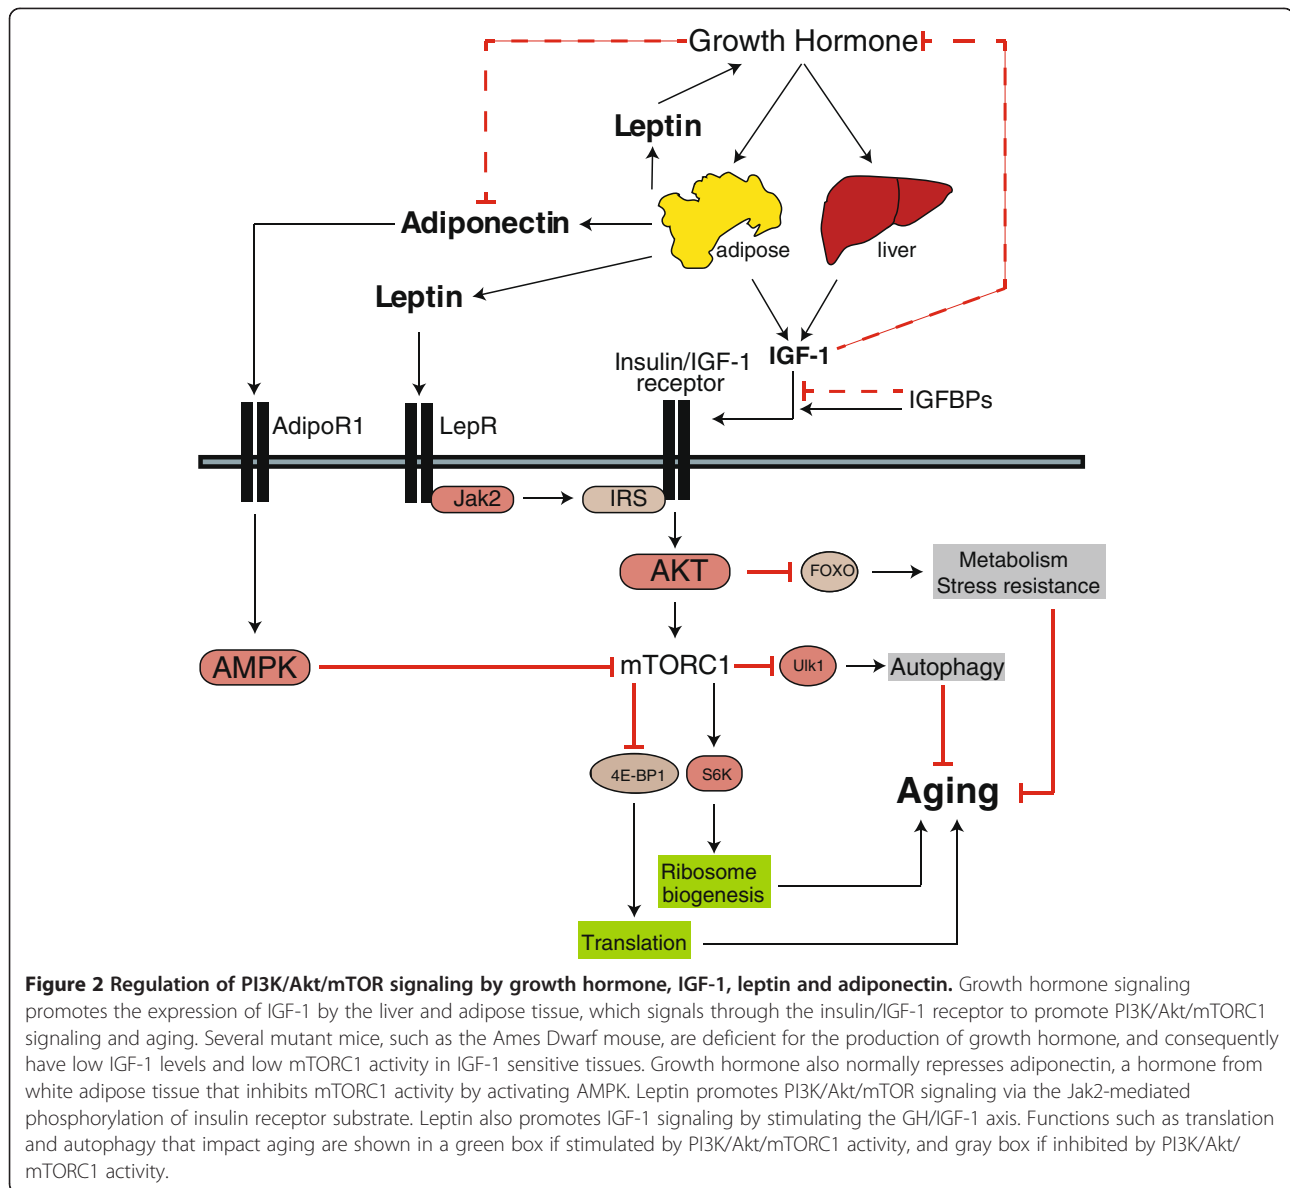 Growth Hormone
Leptin
Adiponectin
adipose
liver
Leptin
IGF-1
Insulin/IGF-1
receptor
IGFBPs
AdipoR1
LepR
Jak2
IRS
AKT
FOXO
Metabolism
Stress resistance
AMPK
mTORC1
Ulk1
Autophagy
4E-BP1
S6K
Aging
Ribosome
biogenesis
Translation
Figure 2 Regulation of PI3K/Akt/mTOR signaling by growth hormone, IGF-1, leptin and adiponectin. Growth hormone signaling
promotes the expression of IGF-1 by the liver and adipose tissue, which signals through the insulin/IGF-1 receptor to promote PI3K/Akt/mTORC1
signaling and aging. Several mutant mice, such as the Ames Dwarf mouse, are deficient for the production of growth hormone, and consequently
have low IGF-1 levels and low mTORC1 activity in IGF-1 sensitive tissues. Growth hormone also normally represses adiponectin, a hormone from
white adipose tissue that inhibits mTORC1 activity by activating AMPK. Leptin promotes PI3K/Akt/mTOR signaling via the Jak2-mediated
phosphorylation of insulin receptor substrate. Leptin also promotes IGF-1 signaling by stimulating the GH/IGF-1 axis. Functions such as translation
and autophagy that impact aging are shown in a green box if stimulated by PI3K/Akt/mTORC1 activity, and gray box if inhibited by PI3K/Akt/
mTORC1 activity.